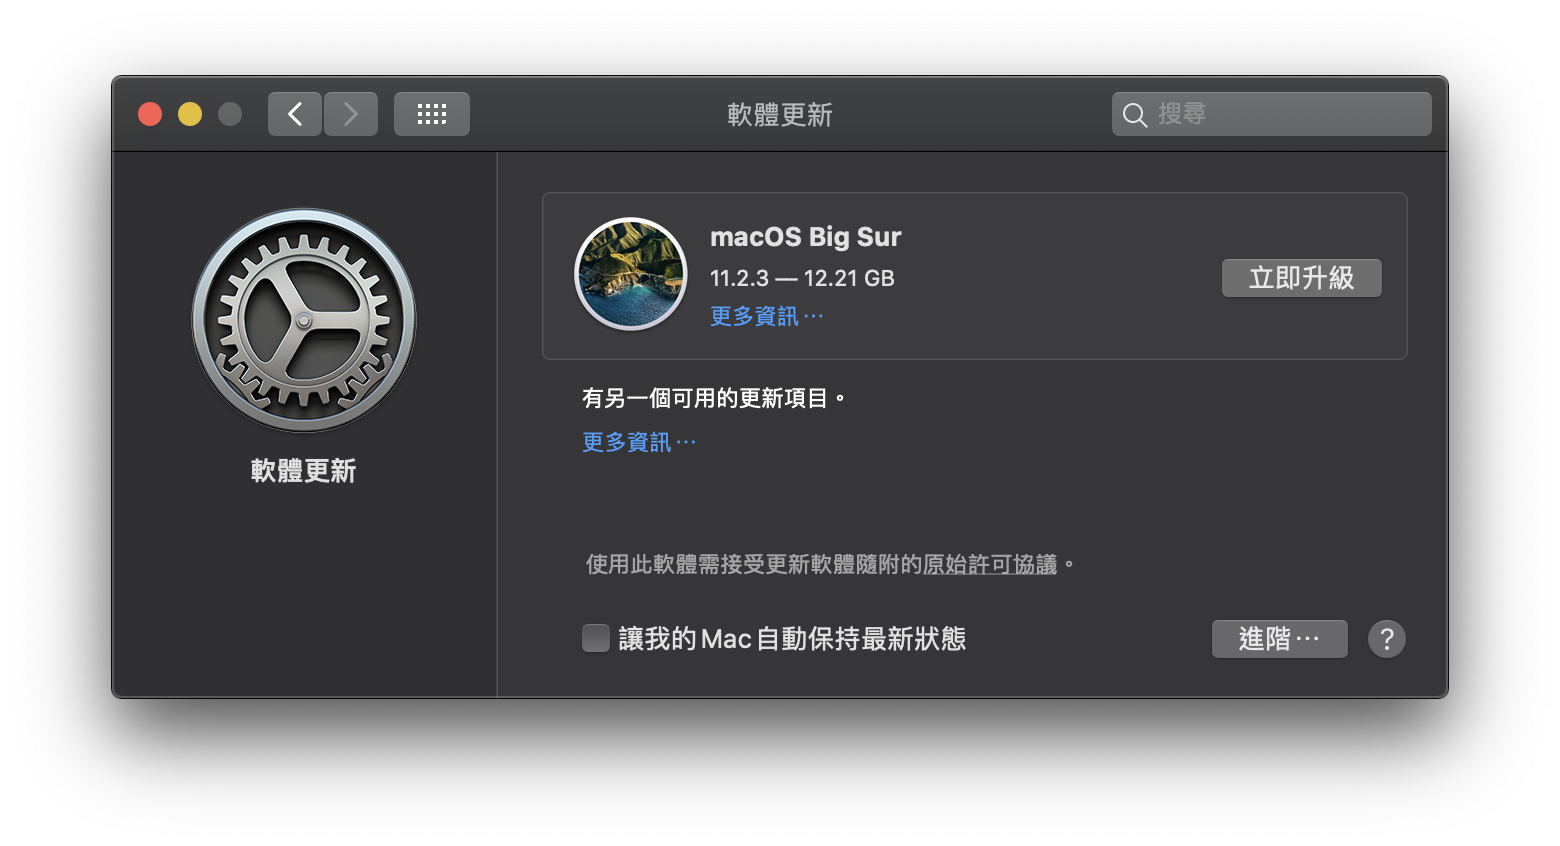 軟體更新
搜尋
軟體更新
macOS Big Sur
11.2.3 — 12.21 GB
更多資訊⋯
立即升級
有另一個可用的更新項目。
更多資訊⋯
使用此軟體需接受更新軟體隨附的原始許可協議。
讓我的 Mac 自動保持最新狀態
進階⋯
?